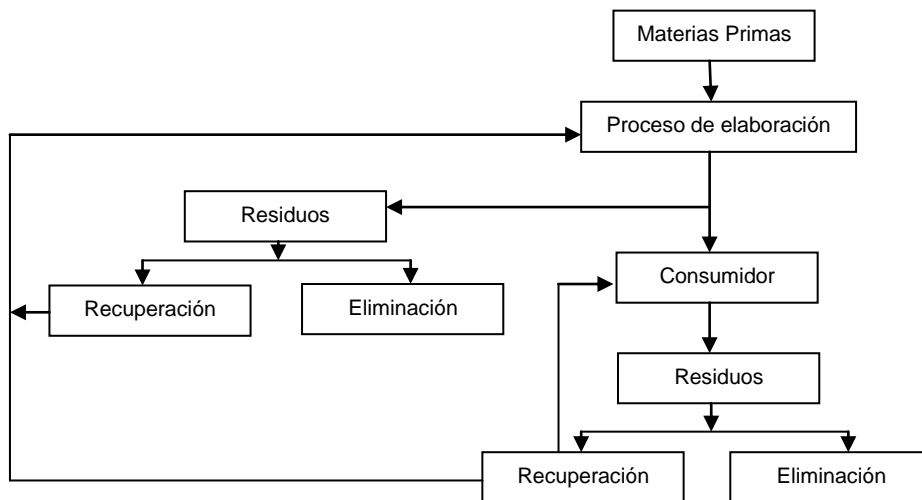 Materias Primas
Proceso de elaboración
Residuos
Consumidor
Recuperación
Eliminación
Residuos
Recuperación
Eliminación